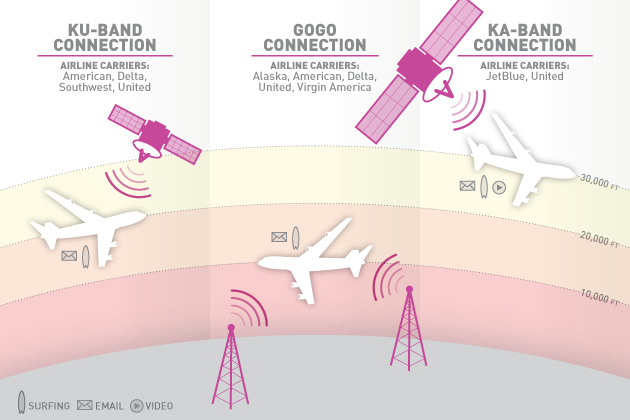 KU-BAND
CONNECTION
AIRLINE CARRIERS:
American, Delta,
Southwest, United
GOGO
CONNECTION
AIRLINE CARRIERS:
Alaska, American, Delta,
United, Virgin America
KA-BAND
CONNECTION
AIRLINE CARRIERS:
JetBlue, United
30,000 FT
20,000 FT
10,000 FT
SURFING EMAIL VIDEO